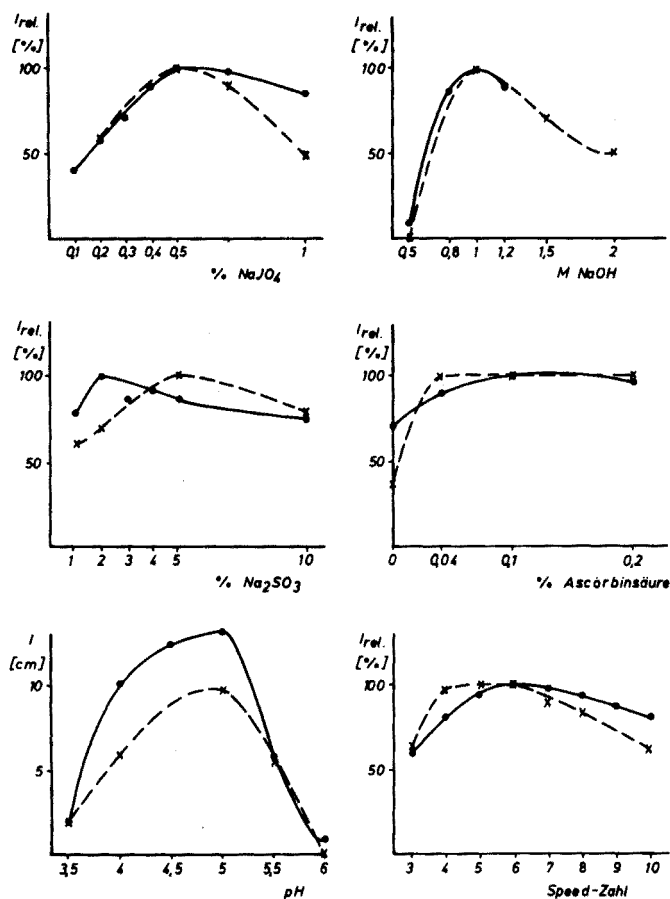 I rel.
[%]
100
50
0,1 0,2 0,3 0,4 0,5 1
% NaJO4
I rel.
[%]
100
50
0,5 0,8 1 1,2 1,5 2
M NaOH
I rel.
[%]
100
50
1 2 3 4 5 10
% Na2SO3
I rel.
[%]
100
50
0 0,04 0,1 0,2
% Ascorbinsäure
I
[cm]
10
5
3,5 4 4,5 5 5,5 6
pH
I rel.
[%]
100
50
3 4 5 6 7 8 9 10
Speed-Zahl